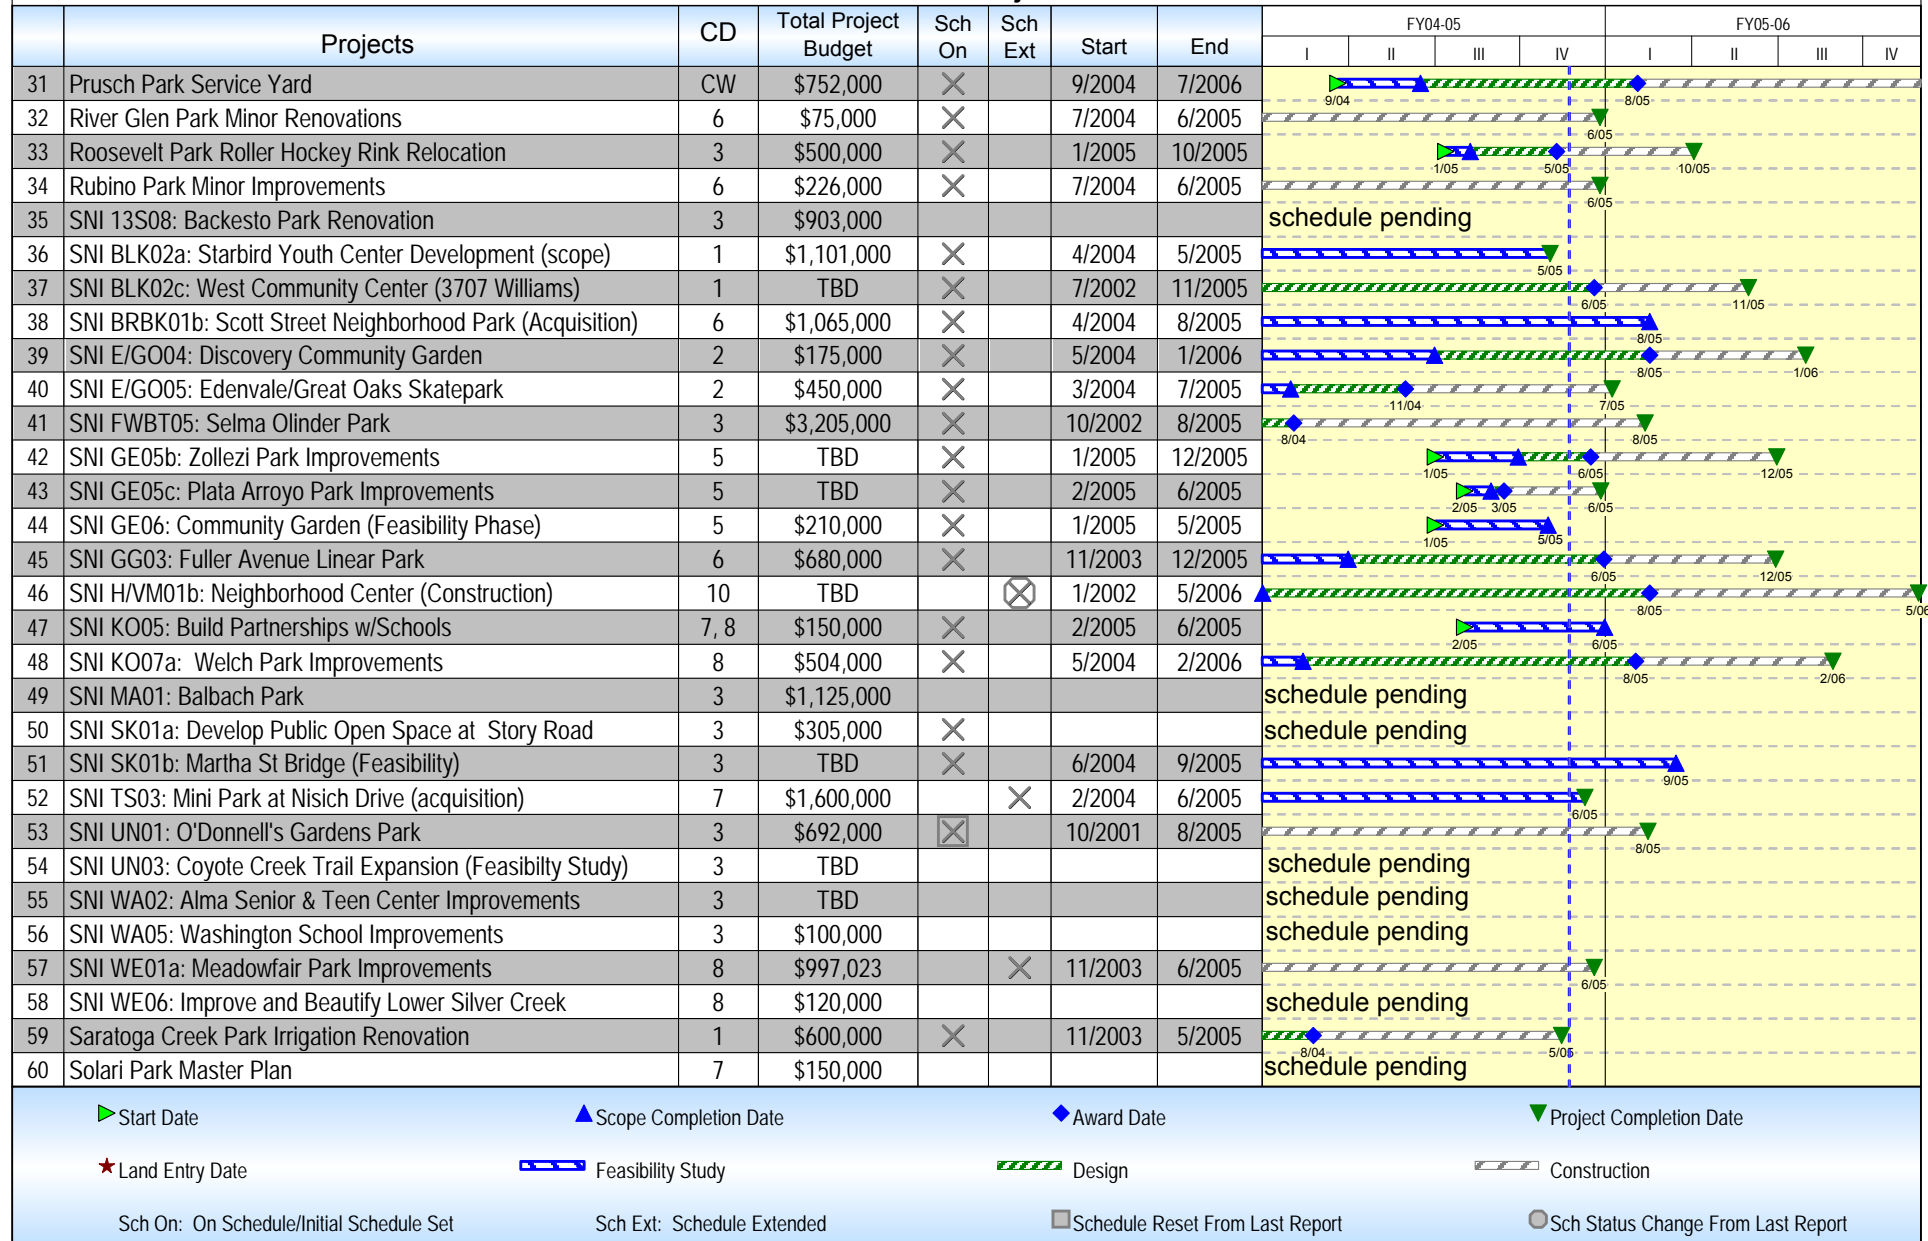 Projects CD Total Project Budget Sch On Sch Ext Start End FY04-05 FY05-06
I II III IV I II III IV
31 Prusch Park Service Yard CW $752,000 9/2004 7/2006 9/04 8/05
32 River Glen Park Minor Renovations 6 $75,000 7/2004 6/2005 6/05
33 Roosevelt Park Roller Hockey Rink Relocation 3 $500,000 1/2005 10/2005 1/05 5/05 10/05
34 Rubino Park Minor Improvements 6 $226,000 7/2004 6/2005 6/05
35 SNI 13S08: Backesto Park Renovation 3 $903,000 schedule pending
36 SNI BLK02a: Starbird Youth Center Development (scope) 1 $1,101,000 4/2004 5/2005 5/05
37 SNI BLK02c: West Community Center (3707 Williams) 1 TBD 7/2002 11/2005 6/05 11/05
38 SNI BRBK01b: Scott Street Neighborhood Park (Acquisition) 6 $1,065,000 4/2004 8/2005 8/05
39 SNI E/GO04: Discovery Community Garden 2 $175,000 5/2004 1/2006 8/05 1/06
40 SNI E/GO05: Edenvale/Great Oaks Skatepark 2 $450,000 3/2004 7/2005 11/04 7/05
41 SNI FWBT05: Selma Olinder Park 3 $3,205,000 10/2002 8/2005 8/04 8/05
42 SNI GE05b: Zollezi Park Improvements 5 TBD 1/2005 12/2005 1/05 6/05 12/05
43 SNI GE05c: Plata Arroyo Park Improvements 5 TBD 2/2005 6/2005 2/05 3/05 6/05
44 SNI GE06: Community Garden (Feasibility Phase) 5 $210,000 1/2005 5/2005 1/05 5/05
45 SNI GG03: Fuller Avenue Linear Park 6 $680,000 11/2003 12/2005 6/05 12/05
46 SNI H/VM01b: Neighborhood Center (Construction) 10 TBD 1/2002 5/2006 8/05 5/06
47 SNI KO05: Build Partnerships w/Schools 7, 8 $150,000 2/2005 6/2005 2/05 6/05
48 SNI KO07a: Welch Park Improvements 8 $504,000 5/2004 2/2006 8/05 2/06
49 SNI MA01: Balbach Park 3 $1,125,000 schedule pending
50 SNI SK01a: Develop Public Open Space at Story Road 3 $305,000 schedule pending
51 SNI SK01b: Martha St Bridge (Feasibility) 3 TBD 6/2004 9/2005 9/05
52 SNI TS03: Mini Park at Nisich Drive (acquisition) 7 $1,600,000 2/2004 6/2005 6/05
53 SNI UN01: O'Donnell's Gardens Park 3 $692,000 10/2001 8/2005 8/05
54 SNI UN03: Coyote Creek Trail Expansion (Feasibilty Study) 3 TBD schedule pending
55 SNI WA02: Alma Senior & Teen Center Improvements 3 TBD schedule pending
56 SNI WA05: Washington School Improvements 3 $100,000 schedule pending
57 SNI WE01a: Meadowfair Park Improvements 8 $997,023 11/2003 6/2005 6/05
58 SNI WE06: Improve and Beautify Lower Silver Creek 8 $120,000 schedule pending
59 Saratoga Creek Park Irrigation Renovation 1 $600,000 11/2003 5/2005 8/04 5/05
60 Solari Park Master Plan 7 $150,000 schedule pending
Start Date Scope Completion Date Award Date Project Completion Date
Land Entry Date Feasibility Study Design Construction
Sch On: On Schedule/Initial Schedule Set Sch Ext: Schedule Extended Schedule Reset From Last Report Sch Status Change From Last Report